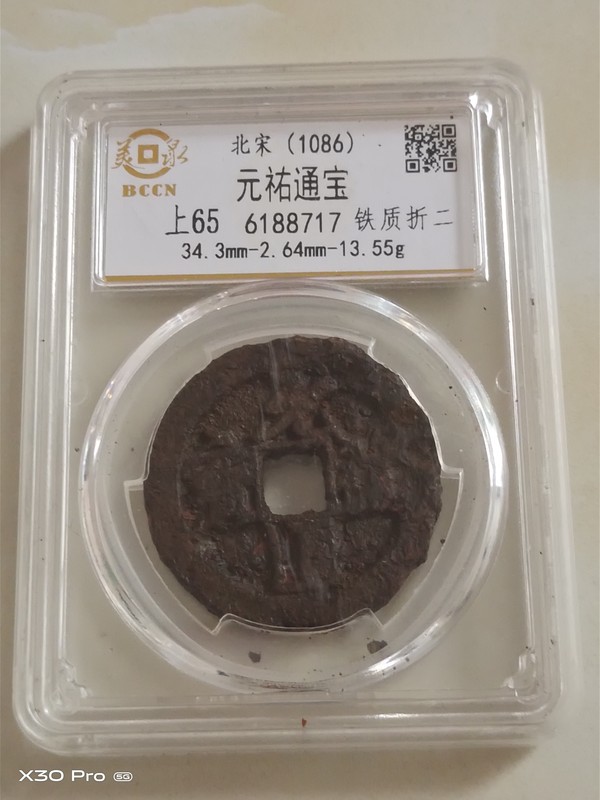 美泉
BCCN
北宋（1086）
元祐通宝
上65 6188717 铁质折二
34.3mm-2.64mm-13.55g
X30 Pro 5G